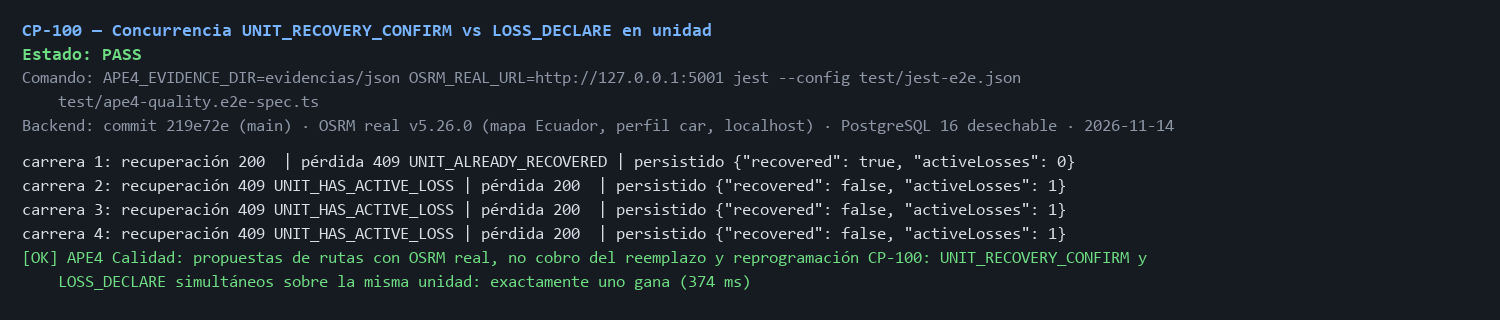 CP-100 — Concurrencia UNIT_RECOVERY_CONFIRM vs LOSS_DECLARE en unidad
Estado: PASS
Comando: APE4_EVIDENCE_DIR=evidencias/json OSRM_REAL_URL=http://127.0.0.1:5001 jest --config test/jest-e2e.json
test/ape4-quality.e2e-spec.ts
Backend: commit 219e72e (main) · OSRM real v5.26.0 (mapa Ecuador, perfil car, localhost) · PostgreSQL 16 desechable · 2026-11-14
carrera 1: recuperación 200  | pérdida 409 UNIT_ALREADY_RECOVERED | persistido {"recovered": true, "activeLosses": 0}
carrera 2: recuperación 409 UNIT_HAS_ACTIVE_LOSS | pérdida 200  | persistido {"recovered": false, "activeLosses": 1}
carrera 3: recuperación 409 UNIT_HAS_ACTIVE_LOSS | pérdida 200  | persistido {"recovered": false, "activeLosses": 1}
carrera 4: recuperación 409 UNIT_HAS_ACTIVE_LOSS | pérdida 200  | persistido {"recovered": false, "activeLosses": 1}
[OK] APE4 Calidad: propuestas de rutas con OSRM real, no cobro del reemplazo y reprogramación CP-100: UNIT_RECOVERY_CONFIRM y
LOSS_DECLARE simultáneos sobre la misma unidad: exactamente uno gana (374 ms)